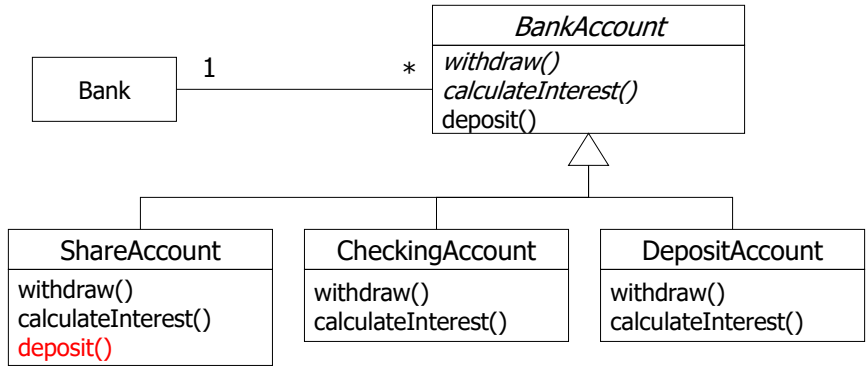 BankAccount
withdraw()
calculateInterest()
deposit()
Bank
1
*
ShareAccount
withdraw()
calculateInterest()
deposit()
CheckingAccount
withdraw()
calculateInterest()
DepositAccount
withdraw()
calculateInterest()